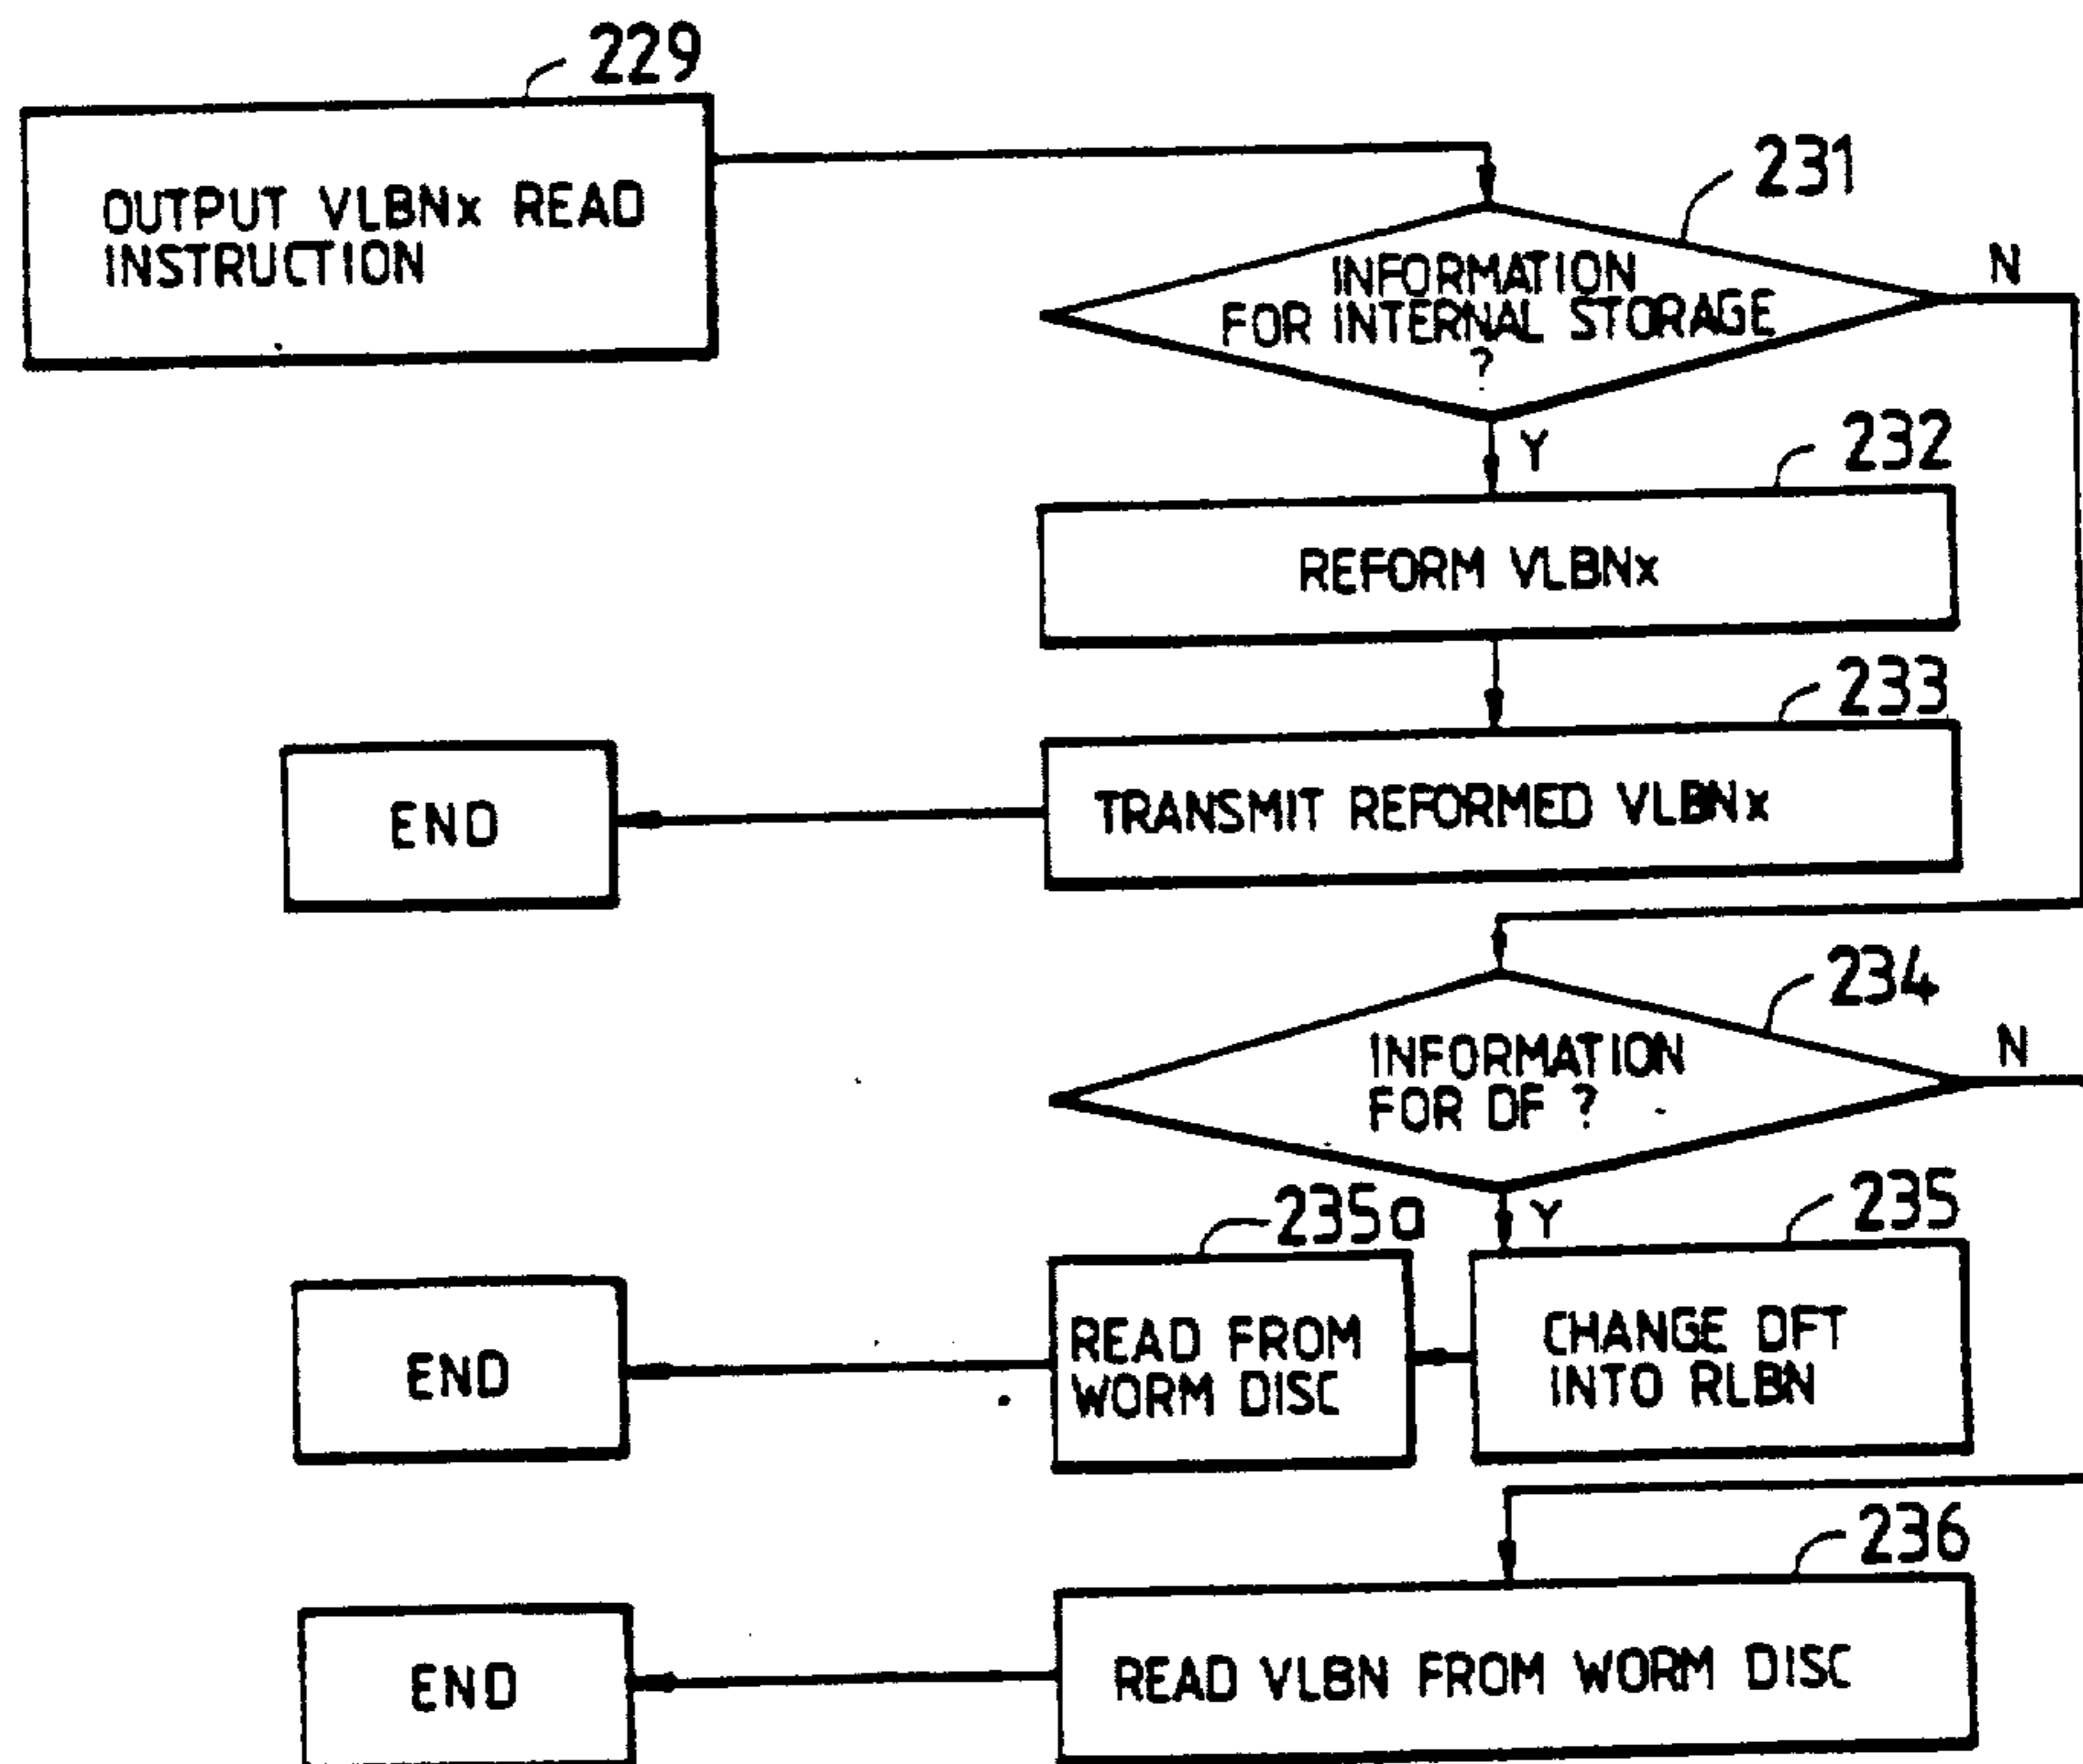 229
OUTPUT VLBNx READ
INSTRUCTION
231
INFORMATION
FOR INTERNAL STORAGE
?
N
Y
232
REFORM VLBNx
233
TRANSMIT REFORMED VLBNx
END
234
INFORMATION
FOR DF ?
N
Y
235
CHANGE DFT
INTO RLBN
235a
READ FROM
WORM DISC
END
236
READ VLBN FROM WORM DISC
END